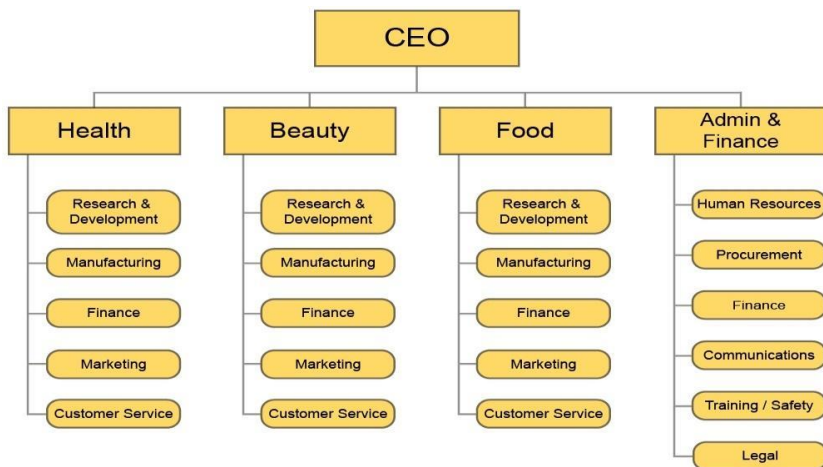 CEO
Health
Beauty
Food
Admin &
Finance
Research &
Development
Manufacturing
Finance
Marketing
Customer Service
Research &
Development
Manufacturing
Finance
Marketing
Customer Service
Research &
Development
Manufacturing
Finance
Marketing
Customer Service
Human Resources
Procurement
Finance
Communications
Training / Safety
Legal